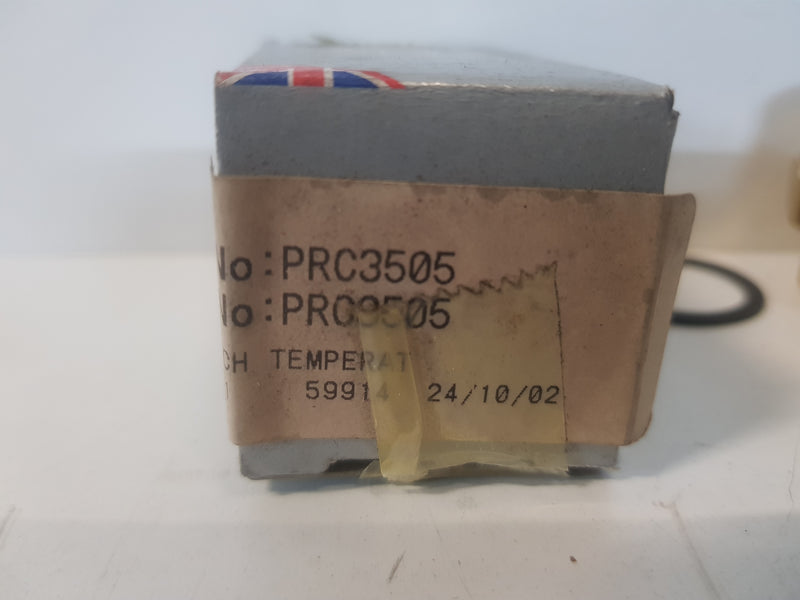 No: PRC3505
No: PRC9505
CH TEMPERAT
59914 24/10/02